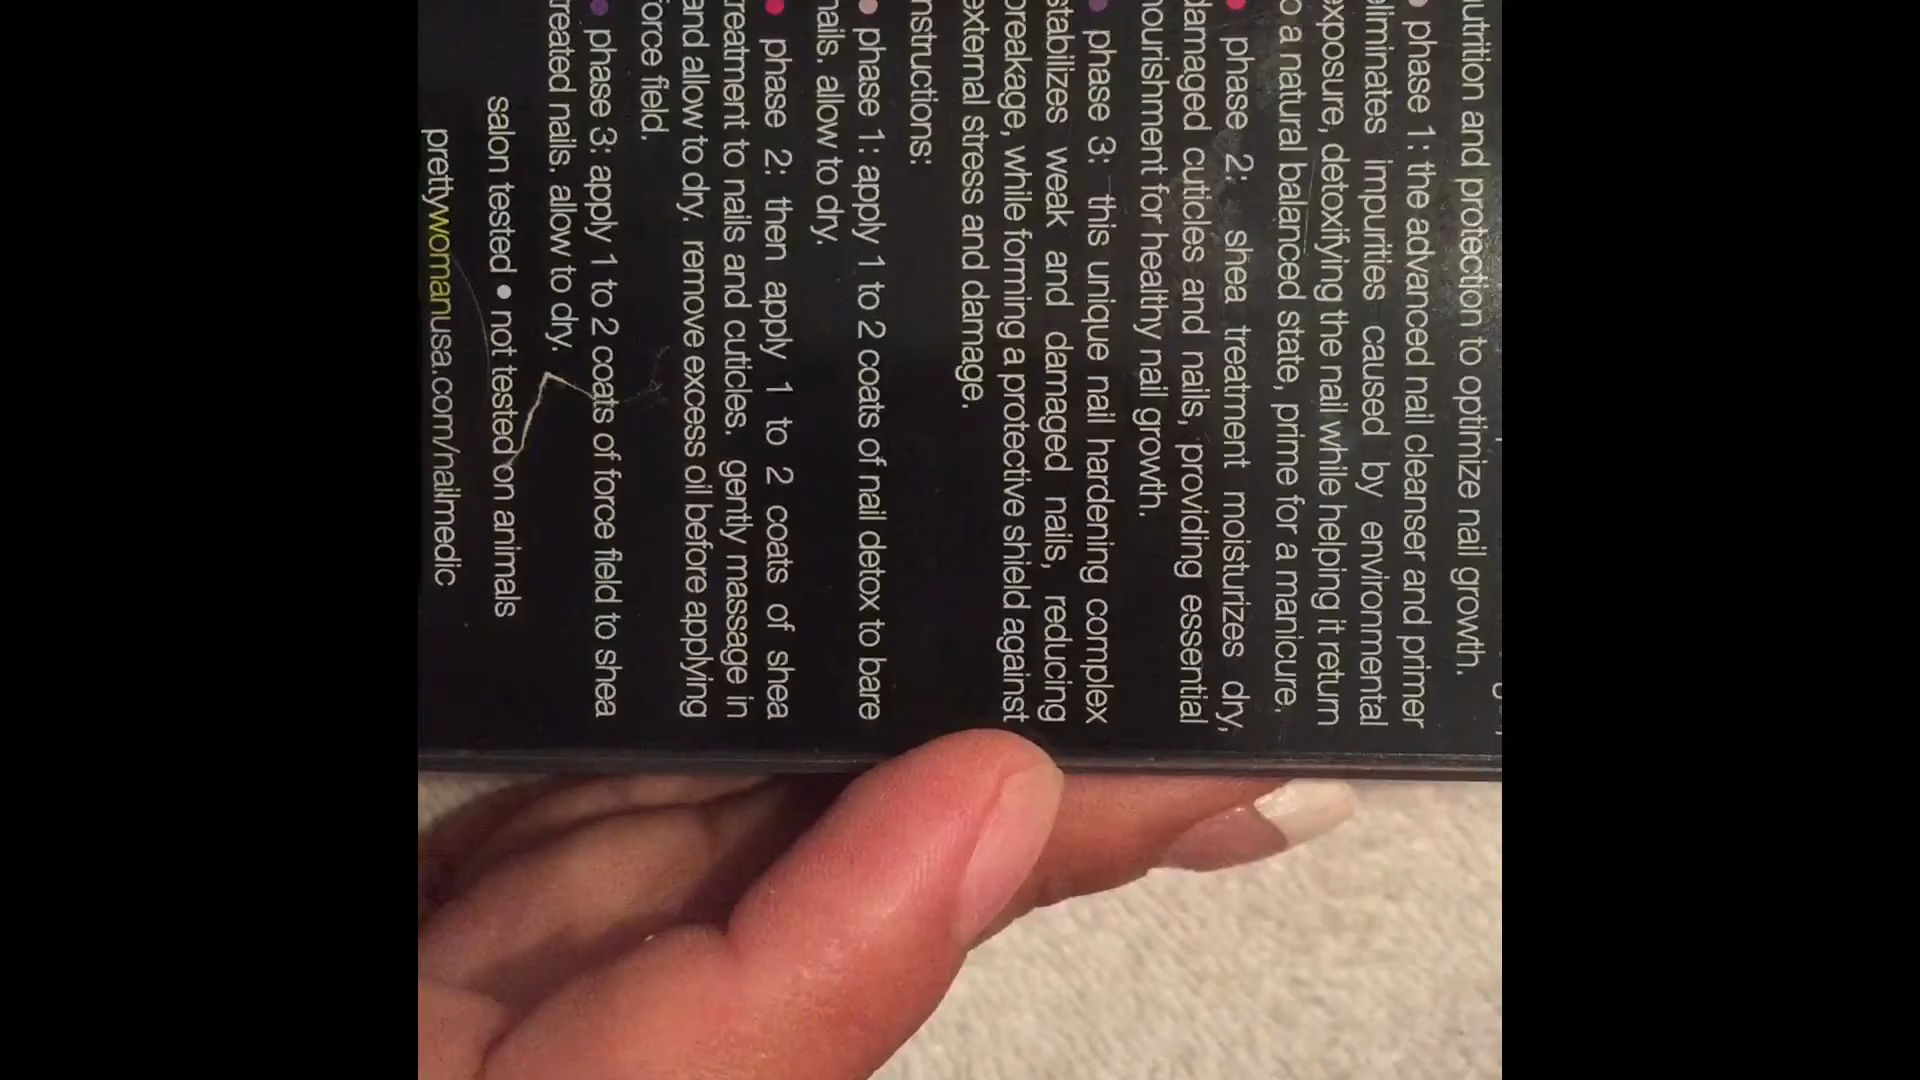 nutrition and protection to optimize nail growth.
phase 1: the advanced nail cleanser and primer
eliminates impurities caused by environmental
exposure, detoxifying the nail while helping it return
to a natural balanced state, prime for a manicure.
phase 2: shea treatment moisturizes dry,
damaged cuticles and nails, providing essential
nourishment for healthy nail growth.
phase 3: this unique nail hardening complex
stabilizes weak and damaged nails, reducing
breakage, while forming a protective shield against
external stress and damage.
instructions:
• phase 1: apply 1 to 2 coats of nail detox to bare
nails. allow to dry.
• phase 2: then apply 1 to 2 coats of shea
treatment to nails and cuticles. gently massage in
and allow to dry. remove excess oil before applying
force field.
• phase 3: apply 1 to 2 coats of force field to shea
treated nails. allow to dry.
salon tested • not tested on animals
prettywomanusa.com/nailmedic